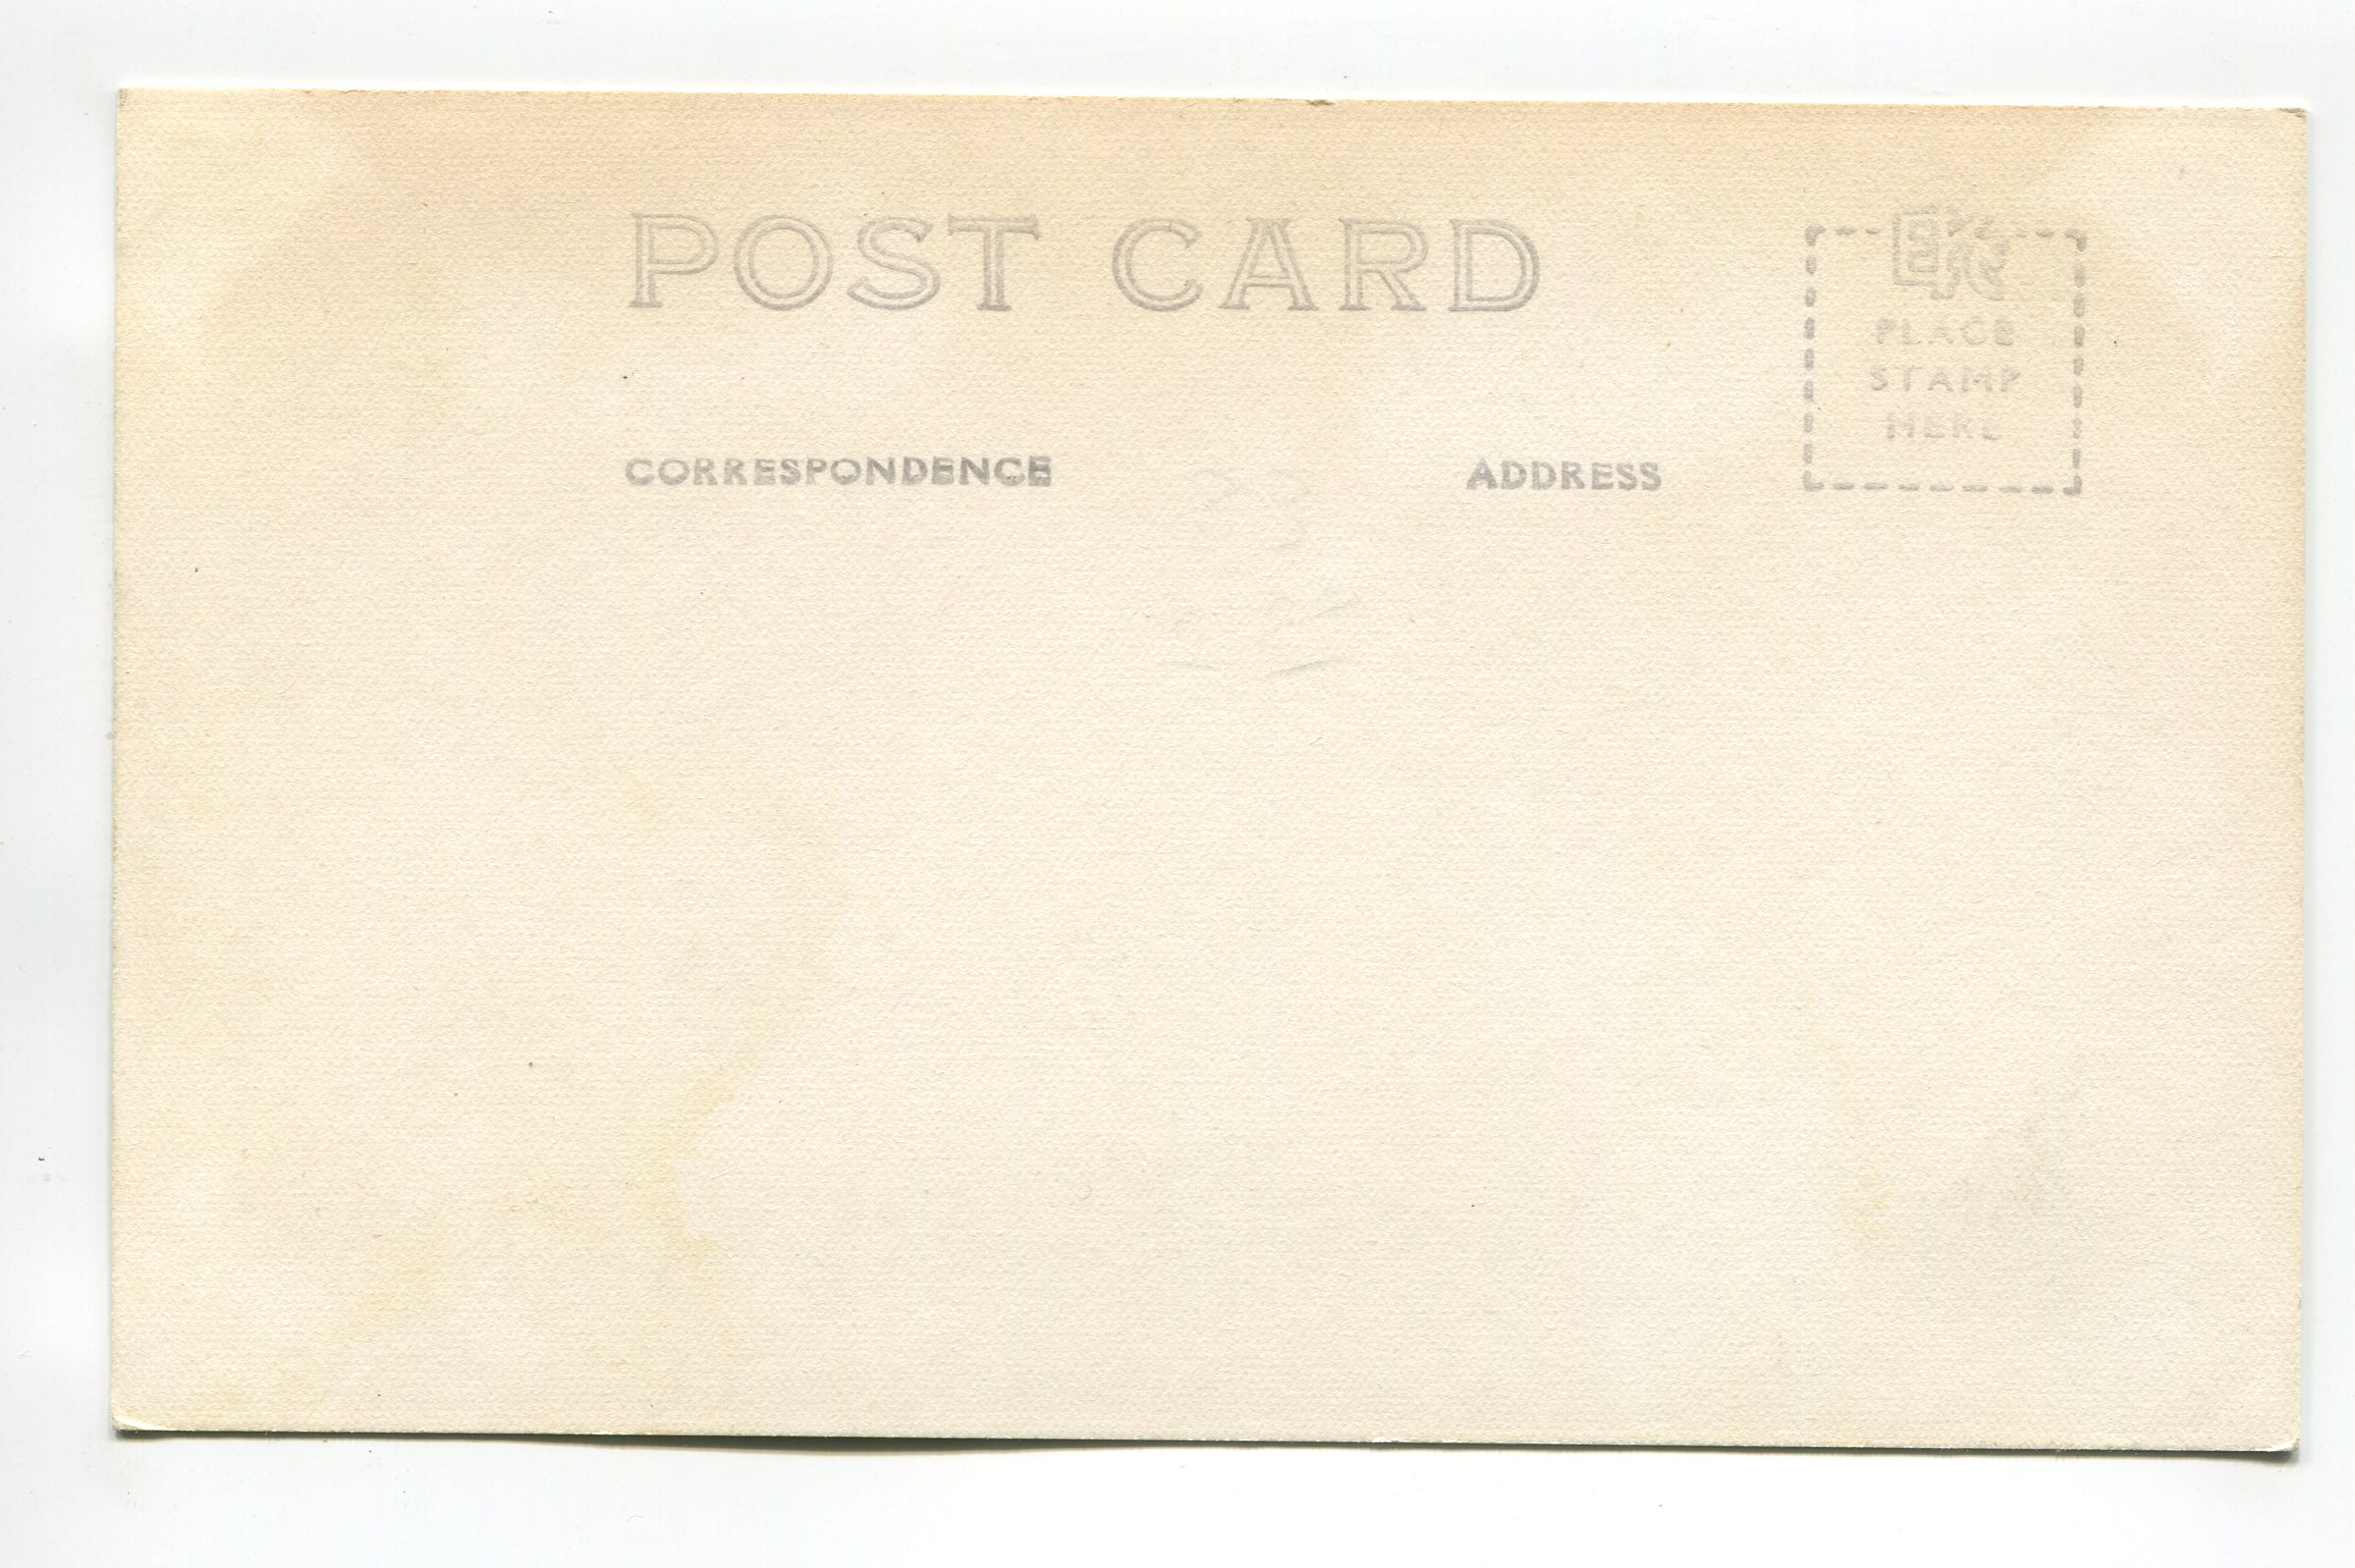 POST CARD
EKC
PLACE
STAMP
HERE
CORRESPONDENCE
ADDRESS